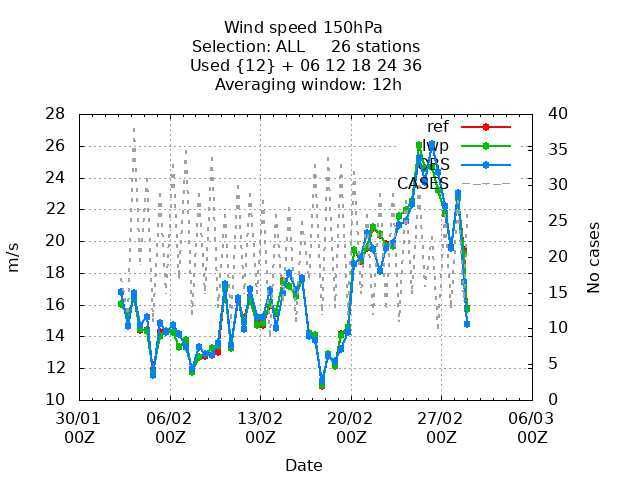 Wind speed 150hPa
Selection: ALL 26 stations
Used {12} + 06 12 18 24 36
Averaging window: 12h
28 40
ref
26 lwp 35
OBS
24 CASES 30
22 25
20 20
18
16 15
14 10
12 5
10 0
m/s
No cases
30/01 06/02 13/02 20/02 27/02 06/03
00Z 00Z 00Z 00Z 00Z 00Z
Date